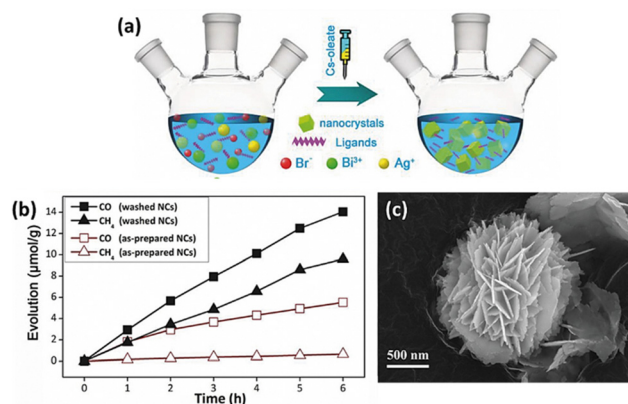 (a)
Cs-oleate
nanocrystals
Ligands
Br⁻ Bi³⁺ Ag⁺
(b)
CO (washed NCs)
CH₄ (washed NCs)
CO (as-prepared NCs)
CH₄ (as-prepared NCs)
Evolution (μmol/g)
14
12
10
8
6
4
2
0
0 1 2 3 4 5 6
Time (h)
(c)
500 nm